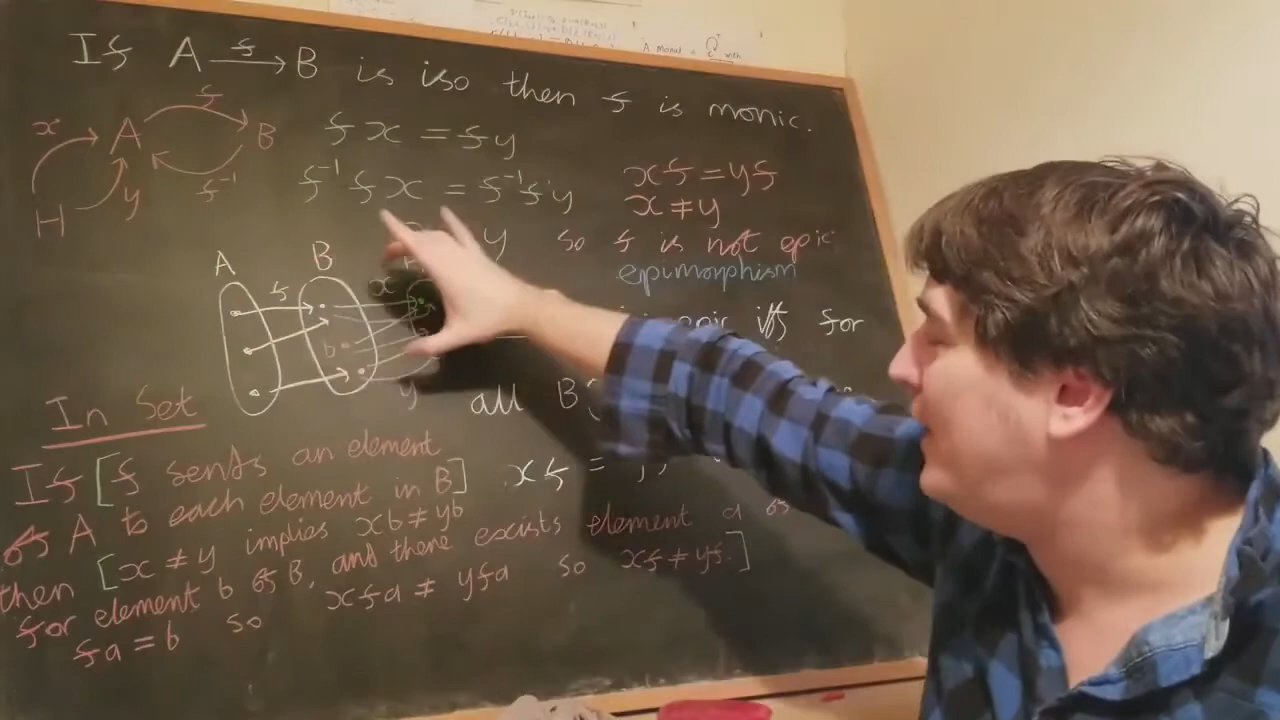 If A f B is iso then f is monic.
x A f B
y f⁻¹
H
fx = fy
f⁻¹fx = f⁻¹fy
y
xf = yf
x ≠ y
so f is not epic
epimorphism
A f B x
b
y
epic iff for
all B
xf =
In Set
If [f sents an element
of A to each element in B]
then [x ≠ y implies xb ≠ yb
for element b of B, and there exists element a of
fa = b so xfa ≠ yfa so xf ≠ yf.]